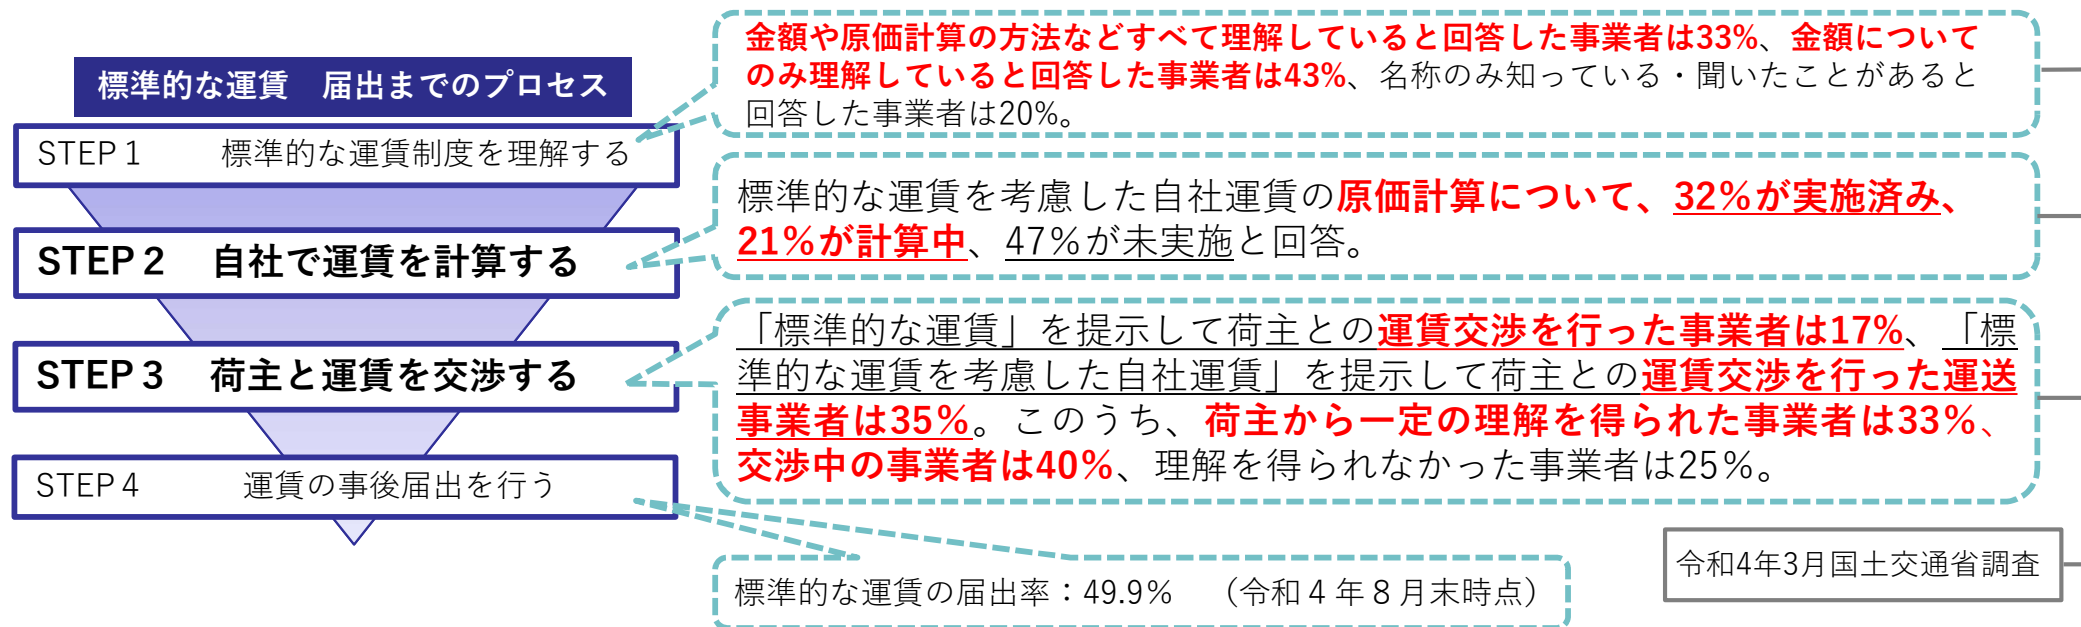 標準的な運賃　届出までのプロセス
STEP１　標準的な運賃制度を理解する
金額や原価計算の方法などすべて理解していると回答した事業者は33%、金額について
のみ理解していると回答した事業者は43%、名称のみ知っている・聞いたことがあると
回答した事業者は20%。
STEP２　自社で運賃を計算する
標準的な運賃を考慮した自社運賃の原価計算について、32％が実施済み、
21％が計算中、47％が未実施と回答。
STEP３　荷主と運賃を交渉する
「標準的な運賃」を提示して荷主との運賃交渉を行った事業者は17％、「標
準的な運賃を考慮した自社運賃」を提示して荷主との運賃交渉を行った運送
事業者は35％。このうち、荷主から一定の理解を得られた事業者は33％、
交渉中の事業者は40％、理解を得られなかった事業者は25％。
STEP４　運賃の事後届出を行う
標準的な運賃の届出率：49.9％　（令和４年８月末時点）
令和4年3月国土交通省調査